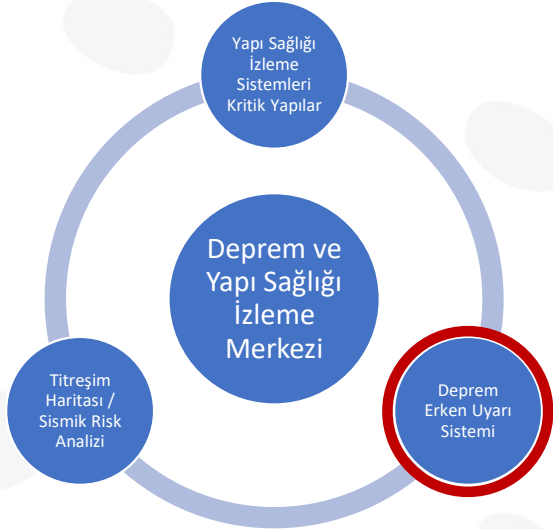 Yapı Sağlığı
İzleme
Sistemleri
Kritik Yapılar
Deprem ve
Yapı Sağlığı
İzleme
Merkezi
Titreşim
Haritası /
Sismik Risk
Analizi
Deprem
Erken Uyarı
Sistemi